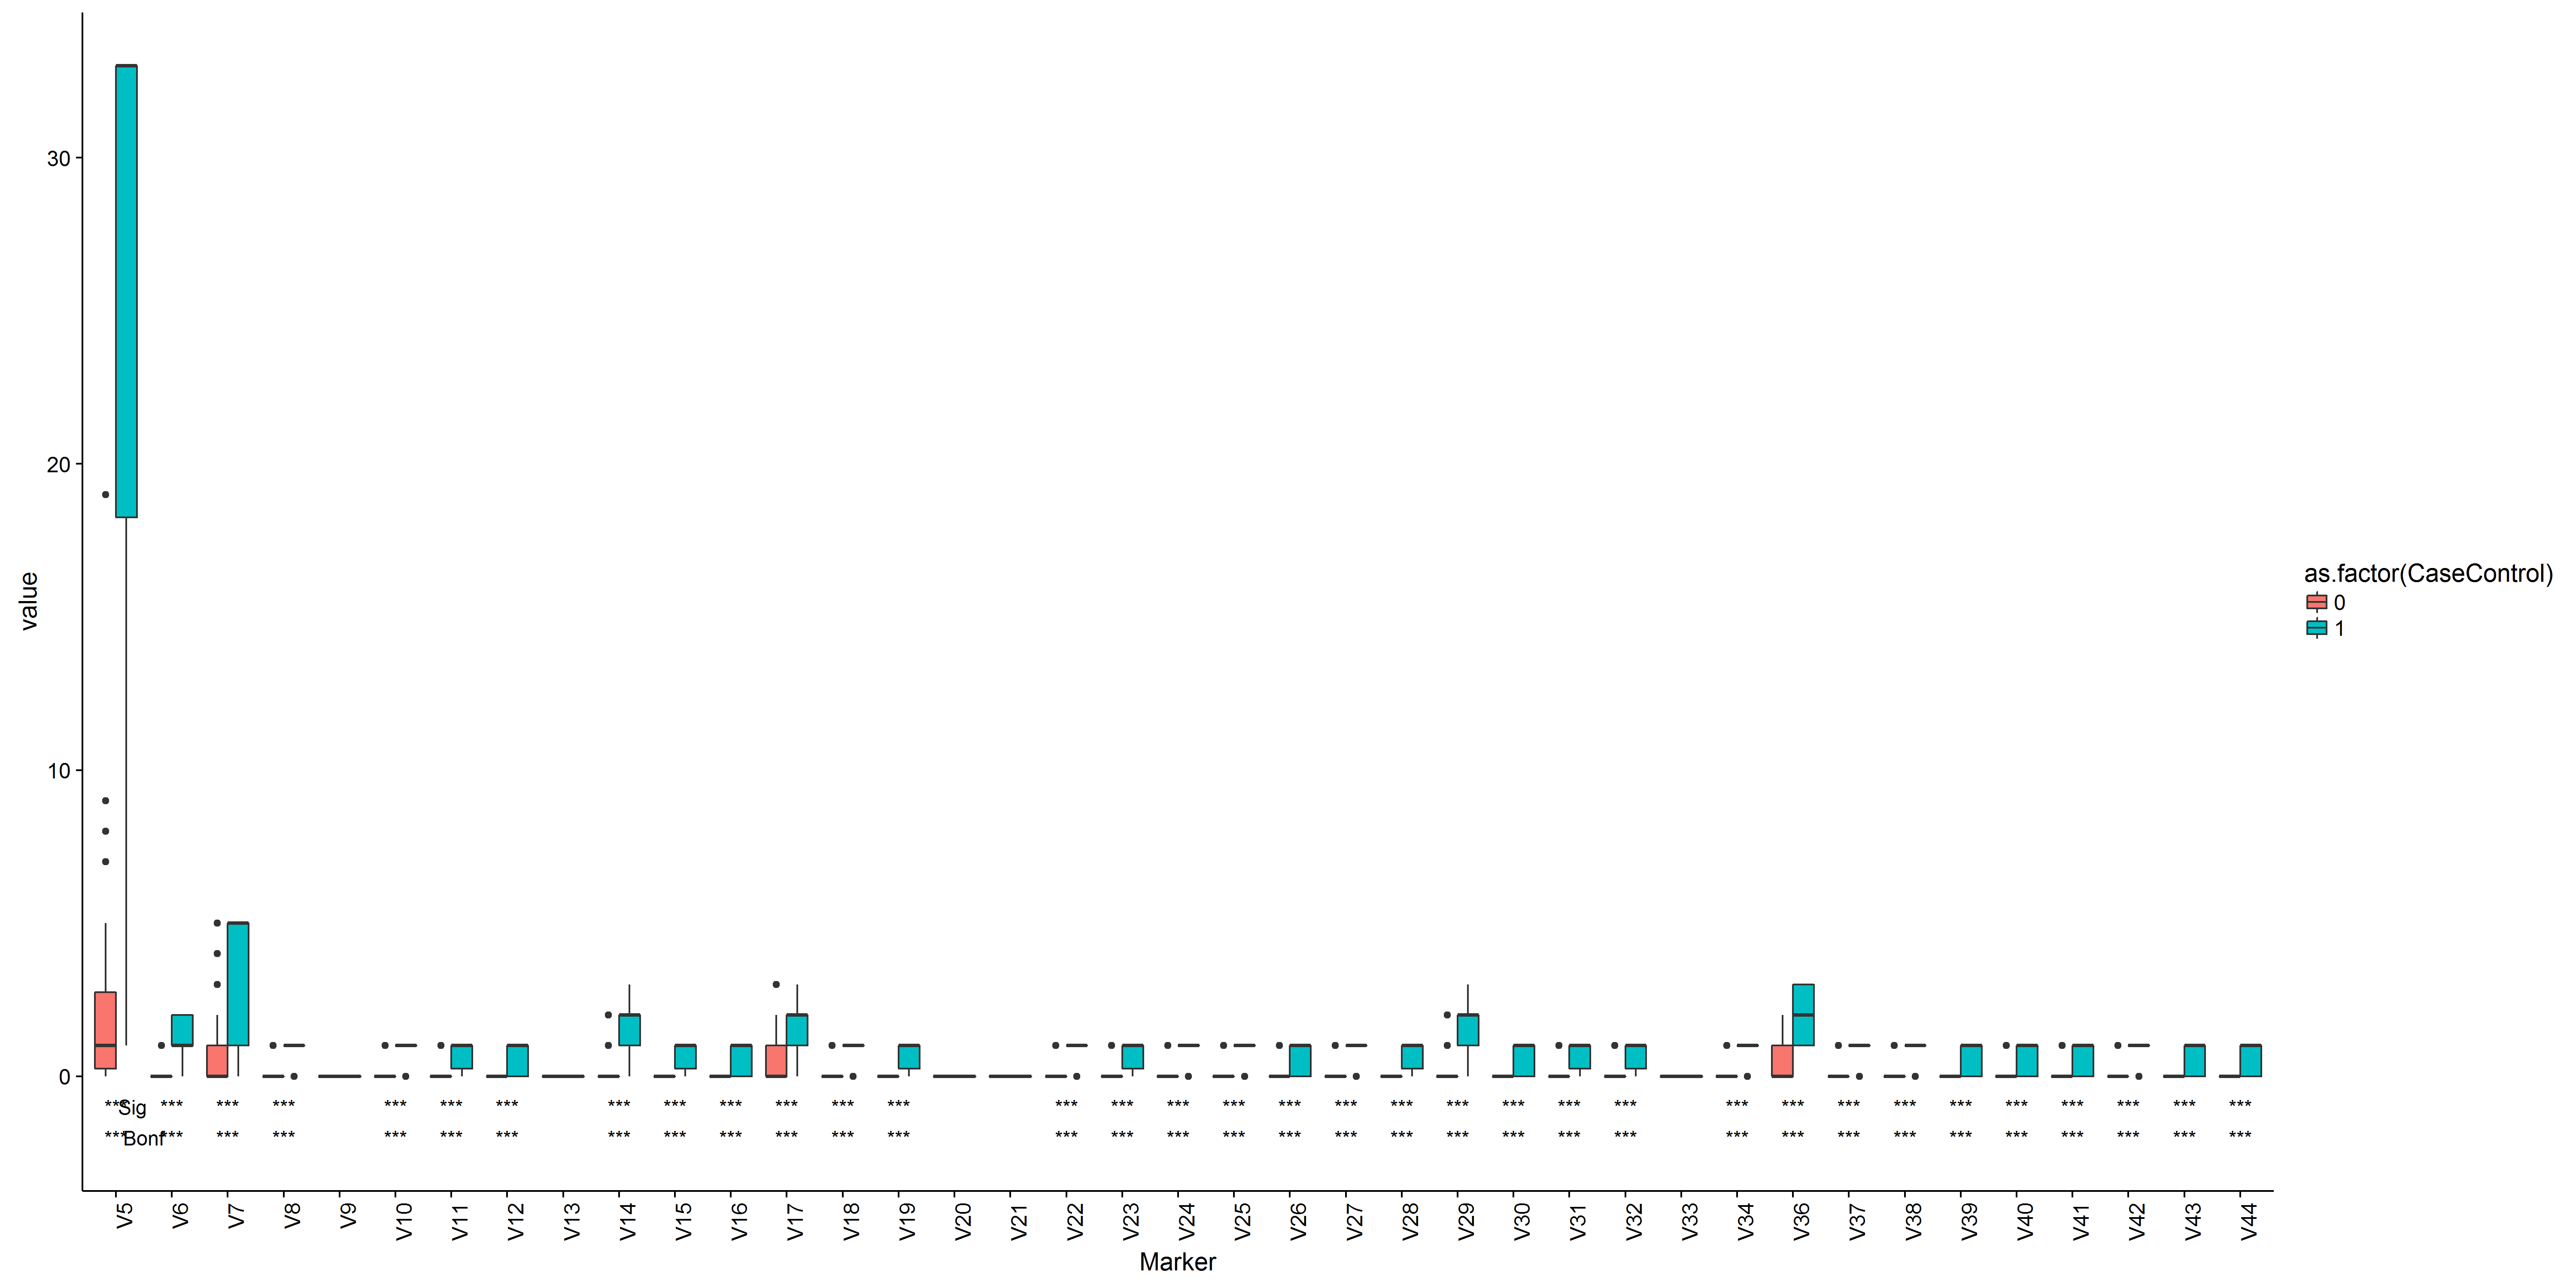 value
30
20
10
0
*** Sig *** *** *** *** *** *** *** *** *** *** *** *** *** *** *** *** *** *** *** *** *** *** *** *** *** *** *** *** *** *** *** *** ***
*** Bonf *** *** *** *** *** *** *** *** *** *** *** *** *** *** *** *** *** *** *** *** *** *** *** *** *** *** *** *** *** *** *** *** ***
V5 V6 V7 V8 V9 V10 V11 V12 V13 V14 V15 V16 V17 V18 V19 V20 V21 V22 V23 V24 V25 V26 V27 V28 V29 V30 V31 V32 V33 V34 V36 V37 V38 V39 V40 V41 V42 V43 V44
Marker
as.factor(CaseControl)
0
1